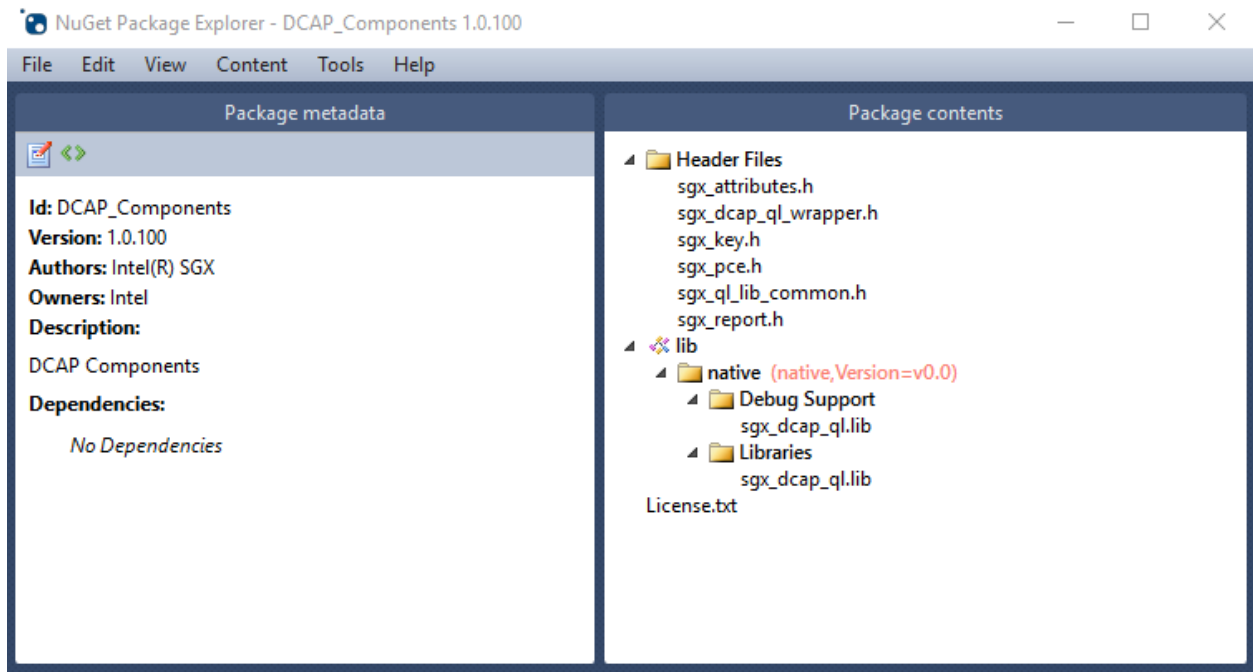 NuGet Package Explorer - DCAP_Components 1.0.100
File Edit View Content Tools Help
Package metadata
Id: DCAP_Components
Version: 1.0.100
Authors: Intel(R) SGX
Owners: Intel
Description:
DCAP Components
Dependencies:
No Dependencies
Package contents
Header Files
sgx_attributes.h
sgx_dcap_ql_wrapper.h
sgx_key.h
sgx_pce.h
sgx_ql_lib_common.h
sgx_report.h
lib
native (native,Version=v0.0)
Debug Support
sgx_dcap_ql.lib
Libraries
sgx_dcap_ql.lib
License.txt